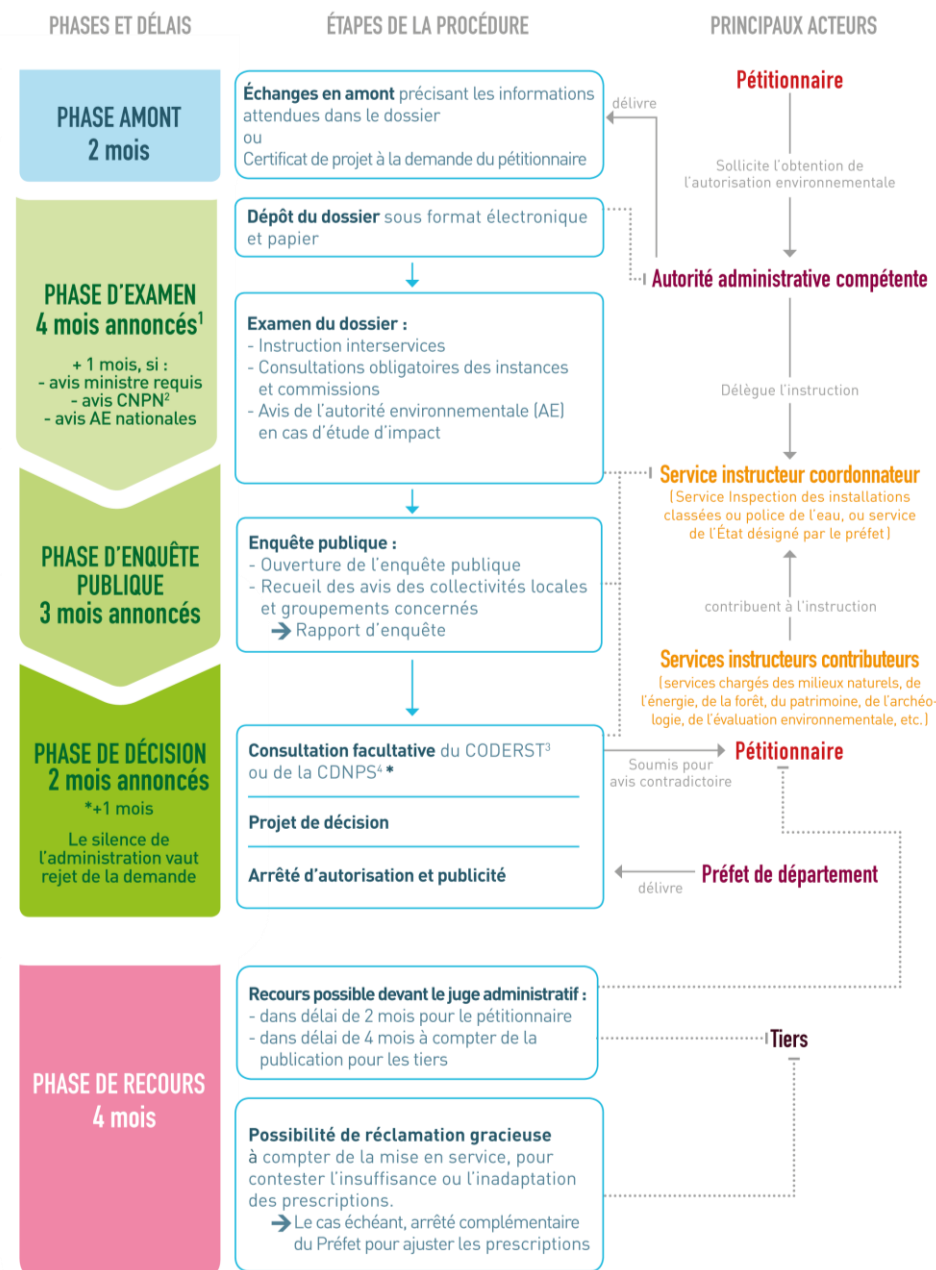 PHASES ET DÉLAIS
ÉTAPES DE LA PROCÉDURE
PRINCIPAUX ACTEURS
PHASE AMONT
2 mois
Échanges en amont précisant les informations
attendues dans le dossier
ou
Certificat de projet à la demande du pétitionnaire
délivre
Pétitionnaire
Sollicite l'obtention de
l'autorisation environnementale
Dépôt du dossier sous format électronique
et papier
Autorité administrative compétente
PHASE D'EXAMEN
4 mois annoncés¹
+ 1 mois, si :
- avis ministre requis
- avis CNPN²
- avis AE nationales
Examen du dossier :
- Instruction interservices
- Consultations obligatoires des instances
et commissions
- Avis de l'autorité environnementale (AE)
en cas d'étude d'impact
Délègue l'instruction
Service instructeur coordonnateur
(Service Inspection des installations
classées ou police de l'eau, ou service
de l'État désigné par le préfet)
PHASE D'ENQUÊTE
PUBLIQUE
3 mois annoncés
Enquête publique :
- Ouverture de l'enquête publique
- Recueil des avis des collectivités locales
et groupements concernés
→ Rapport d'enquête
contribuent à l'instruction
Services instructeurs contributeurs
(services chargés des milieux naturels, de
l'énergie, de la forêt, du patrimoine, de l'archéo-
logie, de l'évaluation environnementale, etc.)
PHASE DE DÉCISION
2 mois annoncés
*+1 mois
Le silence de
l'administration vaut
rejet de la demande
Consultation facultative du CODERST³
ou de la CDNPS⁴ *
Projet de décision
Arrêté d'autorisation et publicité
Soumis pour
avis contradictoire
Pétitionnaire
délivre
Préfet de département
PHASE DE RECOURS
4 mois
Recours possible devant le juge administratif :
- dans délai de 2 mois pour le pétitionnaire
- dans délai de 4 mois à compter de la
publication pour les tiers
Tiers
Possibilité de réclamation gracieuse
à compter de la mise en service, pour
contester l'insuffisance ou l'inadaptation
des prescriptions.
→ Le cas échéant, arrêté complémentaire
du Préfet pour ajuster les prescriptions